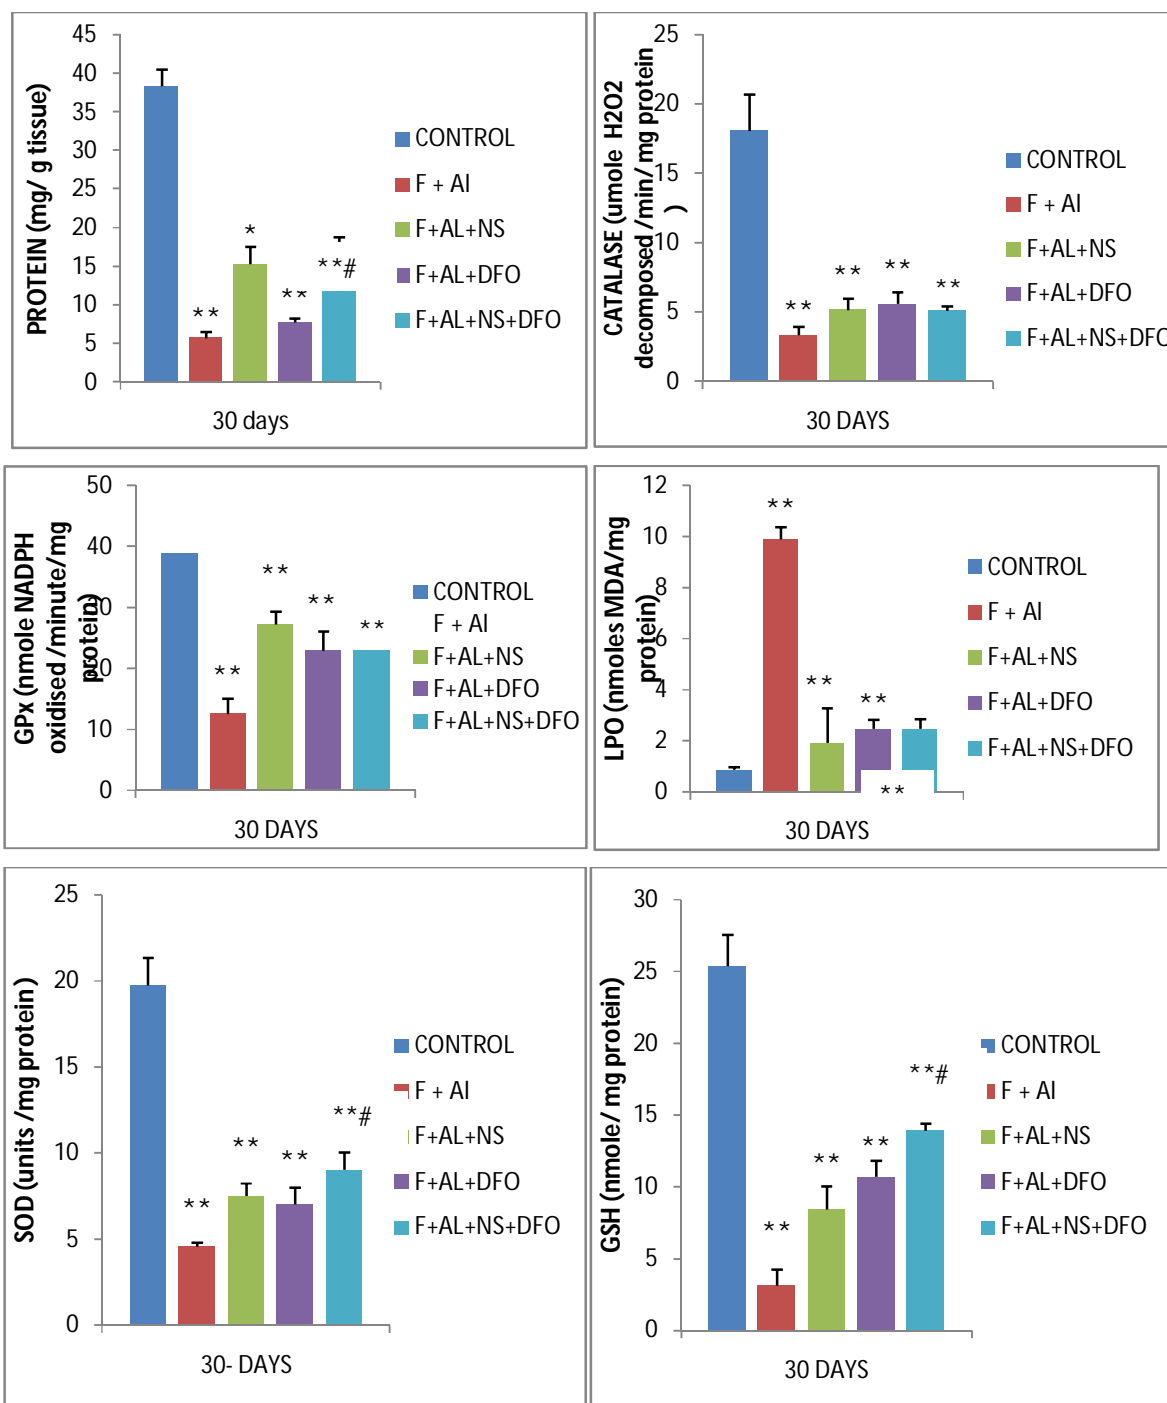 45
40
35
30
25
20
15
10
5
0
PROTEIN (mg/ g tissue)
**
*
**
**#
30 days
CONTROL
F + Al
F+AL+NS
F+AL+DFO
F+AL+NS+DFO
25
20
15
10
5
0
CATALASE (umole H2O2
decomposed /min/ mg protein
)
**
**
**
**
30 DAYS
CONTROL
F + Al
F+AL+NS
F+AL+DFO
F+AL+NS+DFO
50
40
30
20
10
0
GPx (nmole NADPH
oxidised /minute/mg
protein)
**
**
**
**
30 DAYS
CONTROL
F + Al
F+AL+NS
F+AL+DFO
F+AL+NS+DFO
12
10
8
6
4
2
0
LPO (nmoles MDA/mg
protein)
**
**
**
**
30 DAYS
CONTROL
F + Al
F+AL+NS
F+AL+DFO
F+AL+NS+DFO
25
20
15
10
5
0
SOD (units /mg protein)
**
**
**
**#
30- DAYS
CONTROL
F + Al
F+AL+NS
F+AL+DFO
F+AL+NS+DFO
30
25
20
15
10
5
0
GSH (nmole/ mg protein)
**
**
**
**#
30 DAYS
CONTROL
F + Al
F+AL+NS
F+AL+DFO
F+AL+NS+DFO